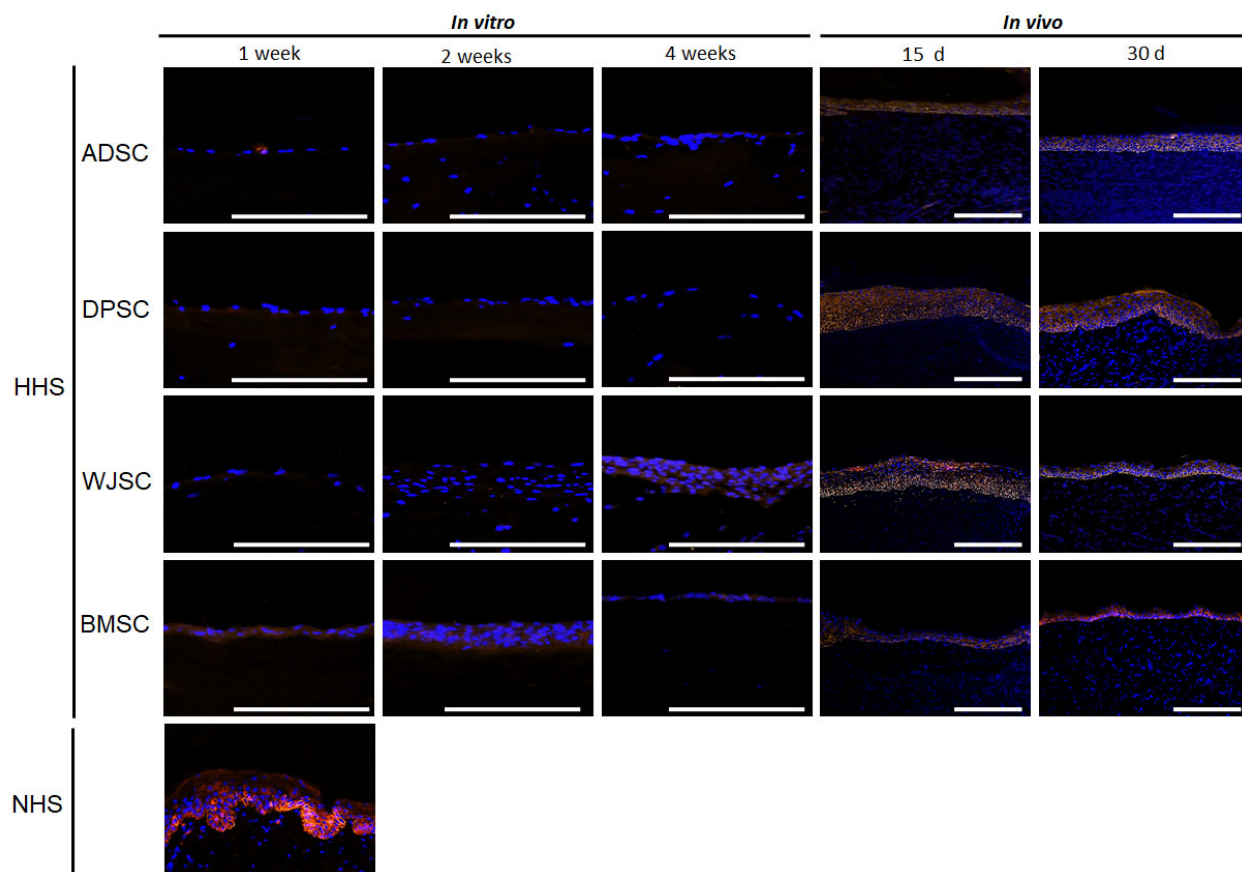 In vitro
In vivo
1 week
2 weeks
4 weeks
15 d
30 d
ADSC
DPSC
HHS
WJSC
BMSC
NHS